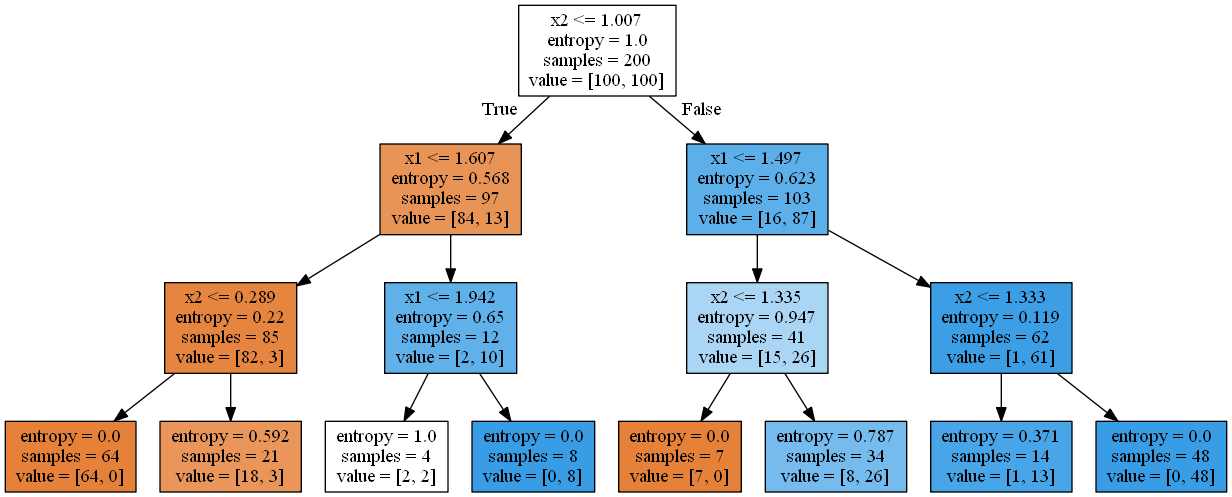 x2 <= 1.007
entropy = 1.0
samples = 200
value = [100, 100]
True
False
x1 <= 1.607
entropy = 0.568
samples = 97
value = [84, 13]
x1 <= 1.497
entropy = 0.623
samples = 103
value = [16, 87]
x2 <= 0.289
entropy = 0.22
samples = 85
value = [82, 3]
x1 <= 1.942
entropy = 0.65
samples = 12
value = [2, 10]
x2 <= 1.335
entropy = 0.947
samples = 41
value = [15, 26]
x2 <= 1.333
entropy = 0.119
samples = 62
value = [1, 61]
entropy = 0.0
samples = 64
value = [64, 0]
entropy = 0.592
samples = 21
value = [18, 3]
entropy = 1.0
samples = 4
value = [2, 2]
entropy = 0.0
samples = 8
value = [0, 8]
entropy = 0.0
samples = 7
value = [7, 0]
entropy = 0.787
samples = 34
value = [8, 26]
entropy = 0.371
samples = 14
value = [1, 13]
entropy = 0.0
samples = 48
value = [0, 48]